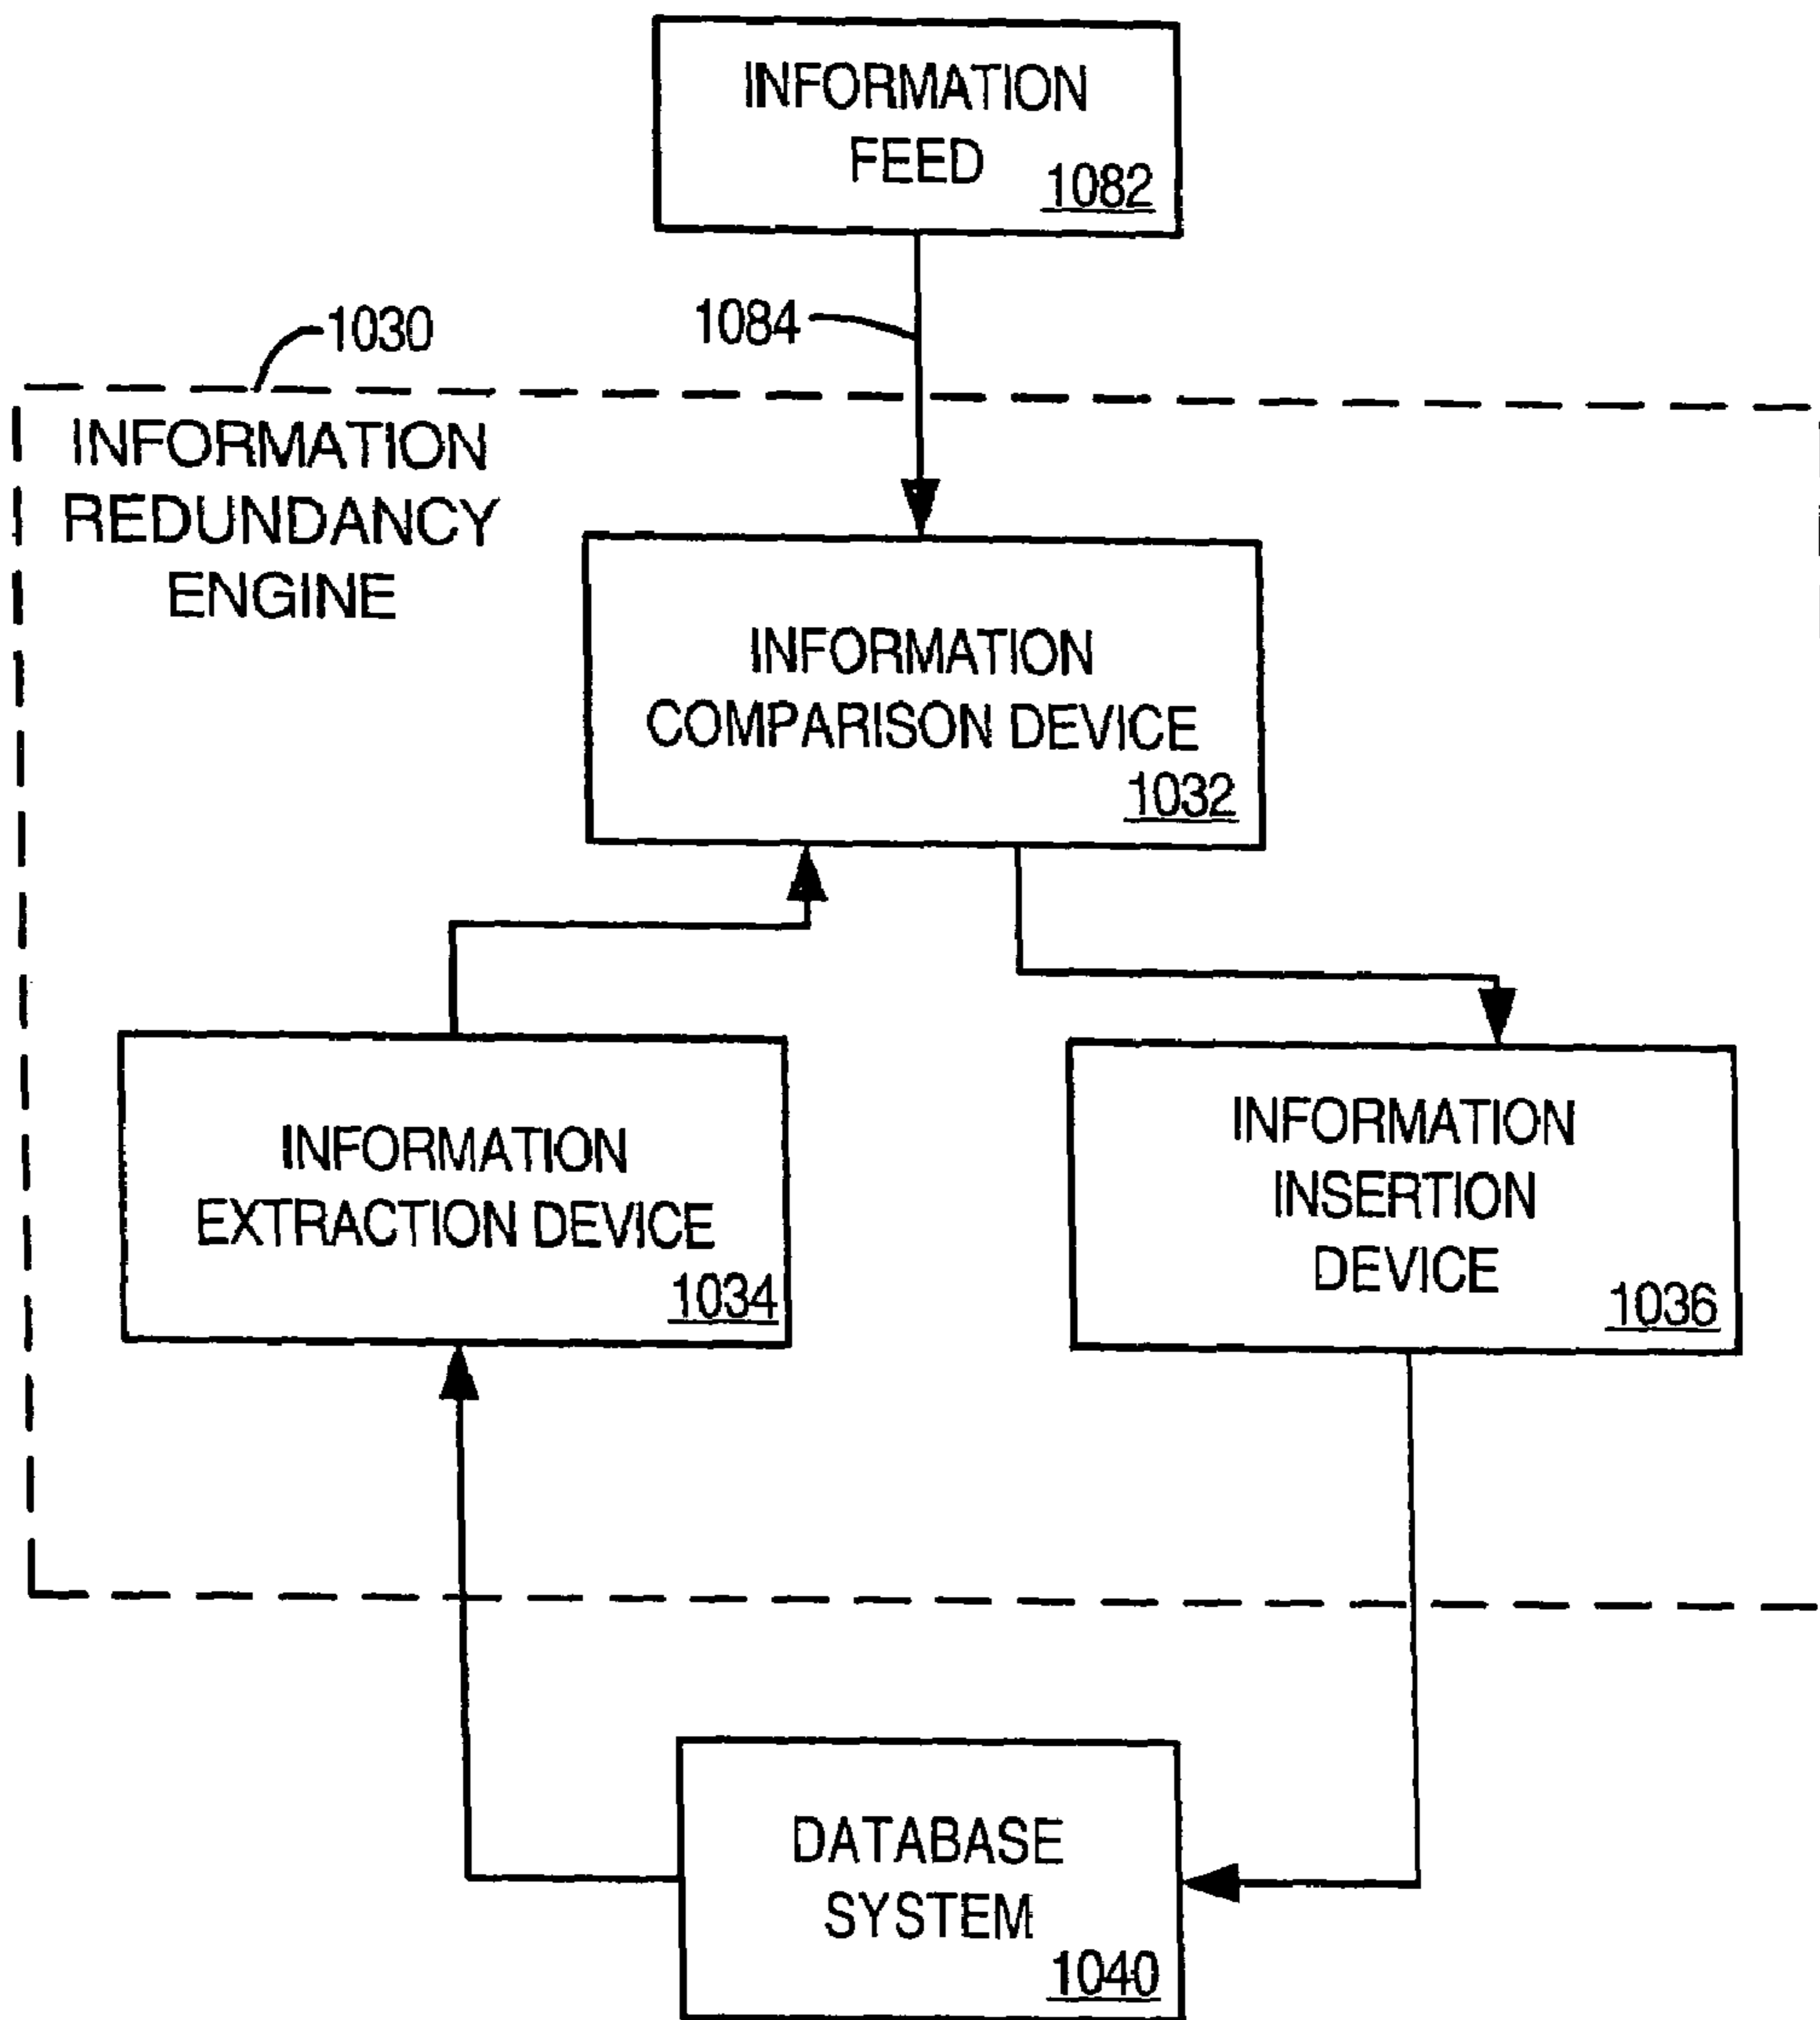 INFORMATION
FEED
1082
1084
1030
INFORMATION
REDUNDANCY
ENGINE
INFORMATION
COMPARISON DEVICE
1032
INFORMATION
EXTRACTION DEVICE
1034
INFORMATION
INSERTION
DEVICE
1036
DATABASE
SYSTEM
1040